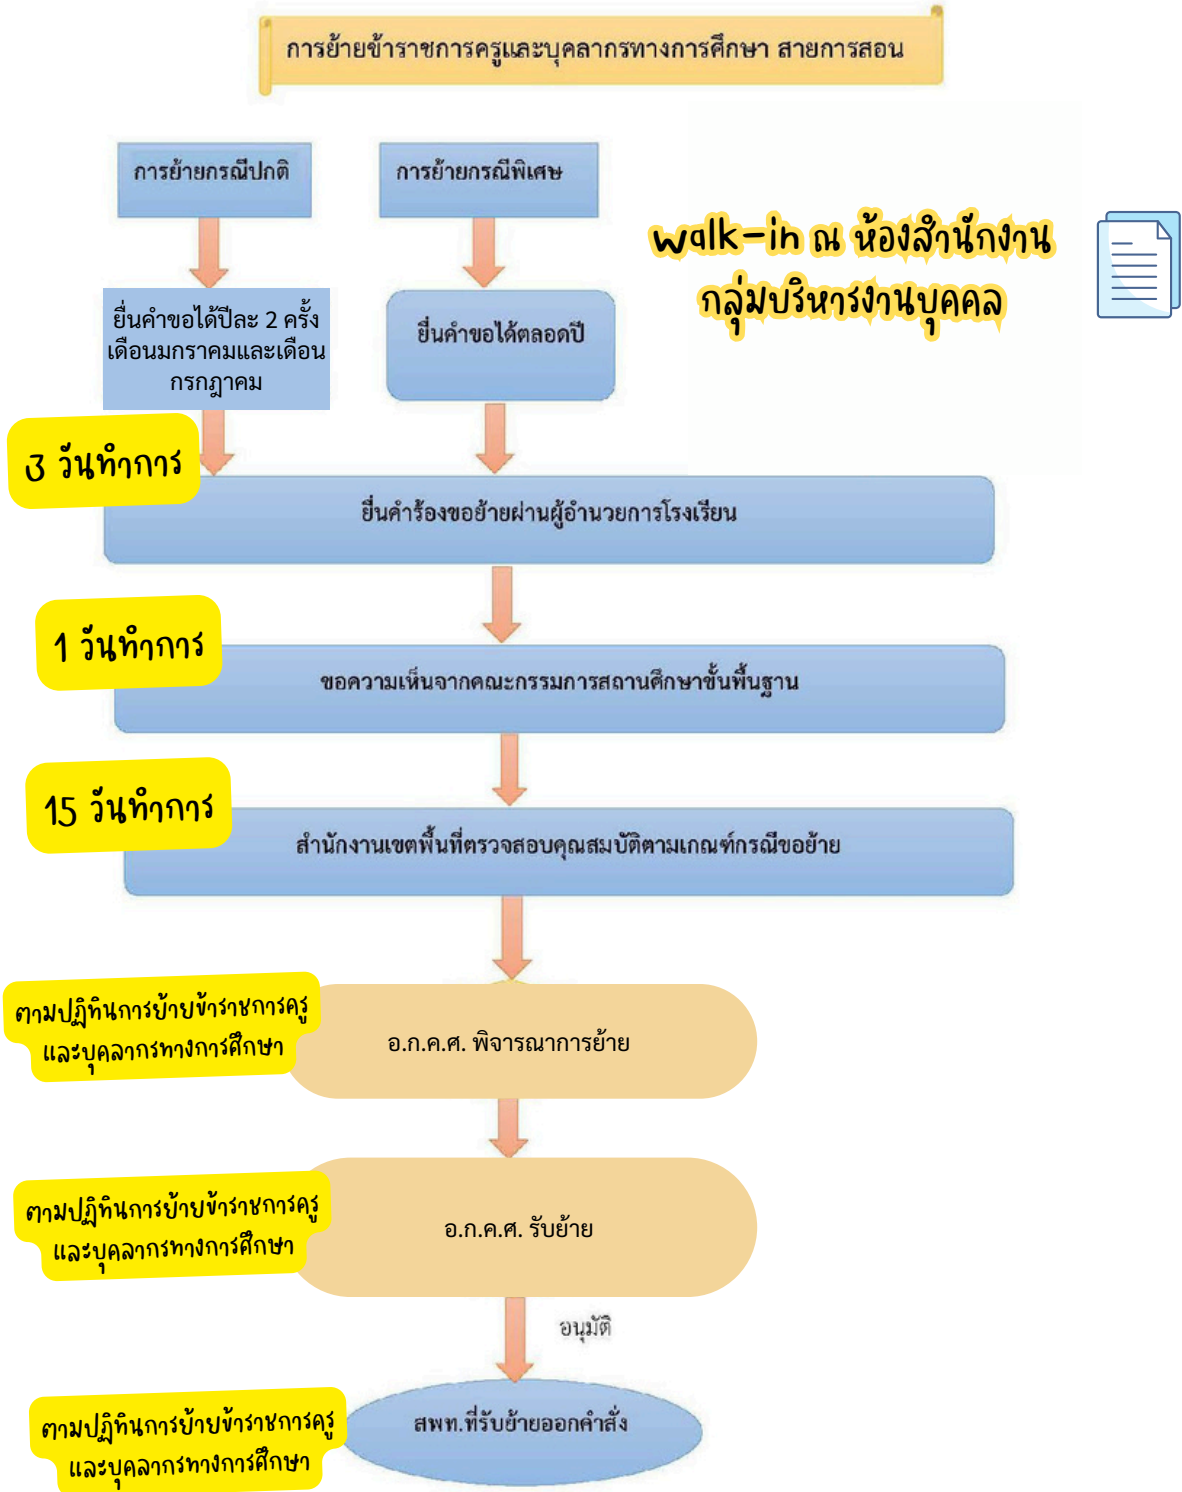 การย้ายข้าราชการครูและบุคลากรทางการศึกษา สายการสอน
การย้ายกรณีปกติ
การย้ายกรณีพิเศษ
walk-in ณ ห้องสำนักงาน
กลุ่มบริหารงานบุคคล
ยื่นคำขอได้ปีละ 2 ครั้ง
เดือนมกราคมและเดือน
กรกฎาคม
ยื่นคำขอได้ตลอดปี
3 วันทำการ
ยื่นคำร้องขอย้ายผ่านผู้อำนวยการโรงเรียน
1 วันทำการ
ขอความเห็นจากคณะกรรมการสถานศึกษาขั้นพื้นฐาน
15 วันทำการ
สำนักงานเขตพื้นที่ตรวจสอบคุณสมบัติตามเกณฑ์กรณีขอย้าย
ตามปฏิทินการย้ายข้าราชการครู
และบุคลากรทางการศึกษา
อ.ก.ค.ศ. พิจารณาการย้าย
ตามปฏิทินการย้ายข้าราชการครู
และบุคลากรทางการศึกษา
อ.ก.ค.ศ. รับย้าย
อนุมัติ
ตามปฏิทินการย้ายข้าราชการครู
และบุคลากรทางการศึกษา
สพท.ที่รับย้ายออกคำสั่ง